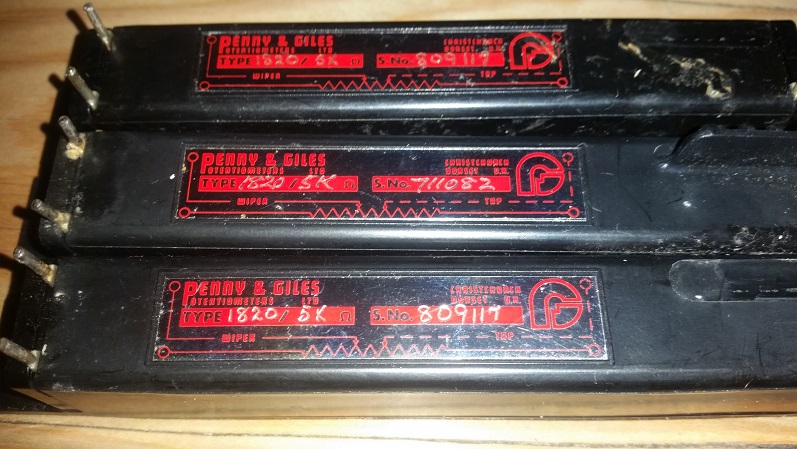 PENNY & GILES
POTENTIOMETERS LTD
CHRISTCHURCH
DORSET U.K.
TYPE 1820/5K Ω
S.No. 809117
WIPER
TAP
PENNY & GILES
POTENTIOMETERS LTD
CHRISTCHURCH
DORSET U.K.
TYPE 1820/5K Ω
S.No. 711082
WIPER
TAP
PENNY & GILES
POTENTIOMETERS LTD
CHRISTCHURCH
DORSET U.K.
TYPE 1820/5K Ω
S.No. 809117
WIPER
TAP